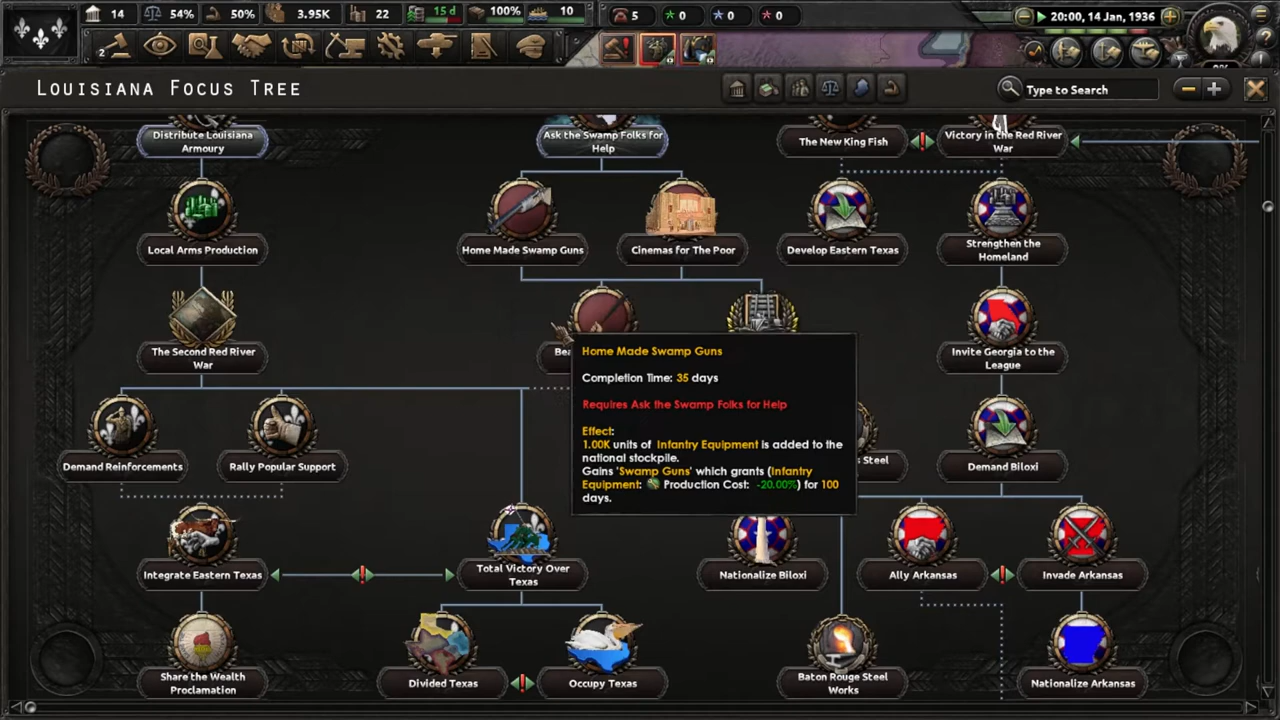 14 54% 50% 3.95K 22 15 d 100% 10 5 0 0 0 20:00, 14 Jan, 1936
2
Louisiana Focus Tree
Type to Search
Distribute Louisiana
Armoury
Ask the Swamp Folks for
Help
The New King Fish
Victory in the Red River
War
Local Arms Production
Home Made Swamp Guns
Cinemas for The Poor
Develop Eastern Texas
Strengthen the
Homeland
The Second Red River
War
Bea
Invite Georgia to the
League
Home Made Swamp Guns
Completion Time: 35 days
Requires Ask the Swamp Folks for Help
Effect:
1.00K units of Infantry Equipment is added to the
national stockpile.
Gains 'Swamp Guns' which grants (Infantry
Equipment: Production Cost: -20.00%) for 100
days.
Demand Reinforcements
Rally Popular Support
s Steel
Demand Biloxi
Integrate Eastern Texas
Total Victory Over
Texas
Nationalize Biloxi
Ally Arkansas
Invade Arkansas
Share the Wealth
Proclamation
Divided Texas
Occupy Texas
Baton Rouge Steel
Works
Nationalize Arkansas